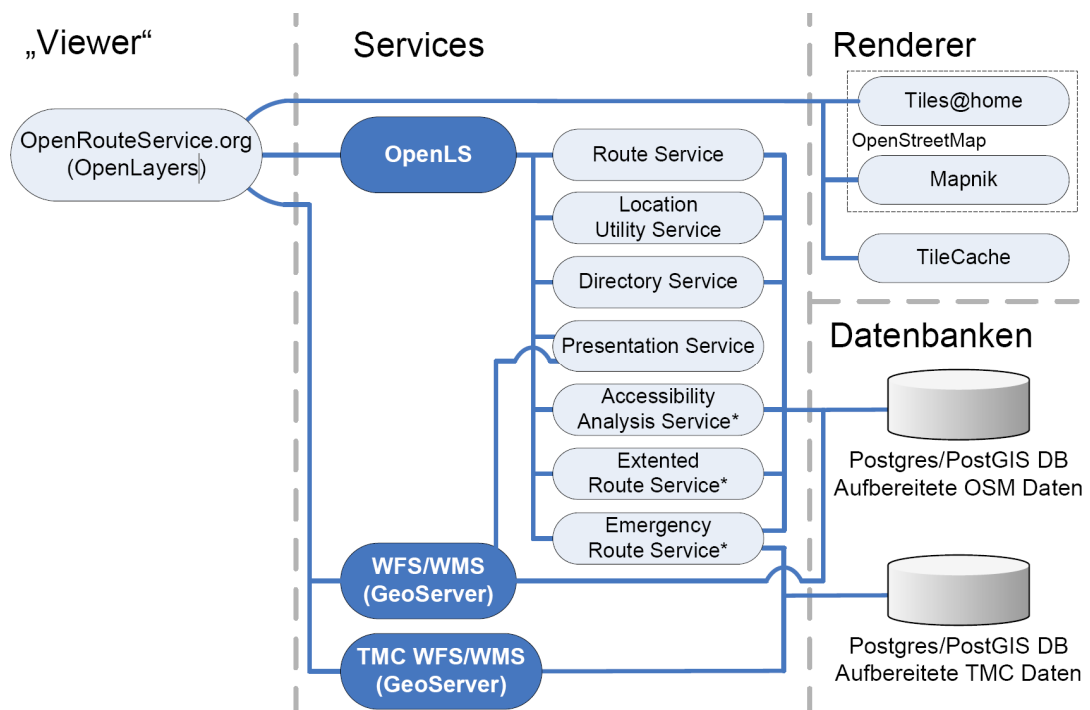 „Viewer“
OpenRouteService.org
(OpenLayers)
Services
OpenLS
Route Service
Location
Utility Service
Directory Service
Presentation Service
Accessibility
Analysis Service*
Extented
Route Service*
Emergency
Route Service*
WFS/WMS
(GeoServer)
TMC WFS/WMS
(GeoServer)
Renderer
Tiles@home
OpenStreetMap
Mapnik
TileCache
Datenbanken
Postgres/PostGIS DB
Aufbereitete OSM Daten
Postgres/PostGIS DB
Aufbereitete TMC Daten